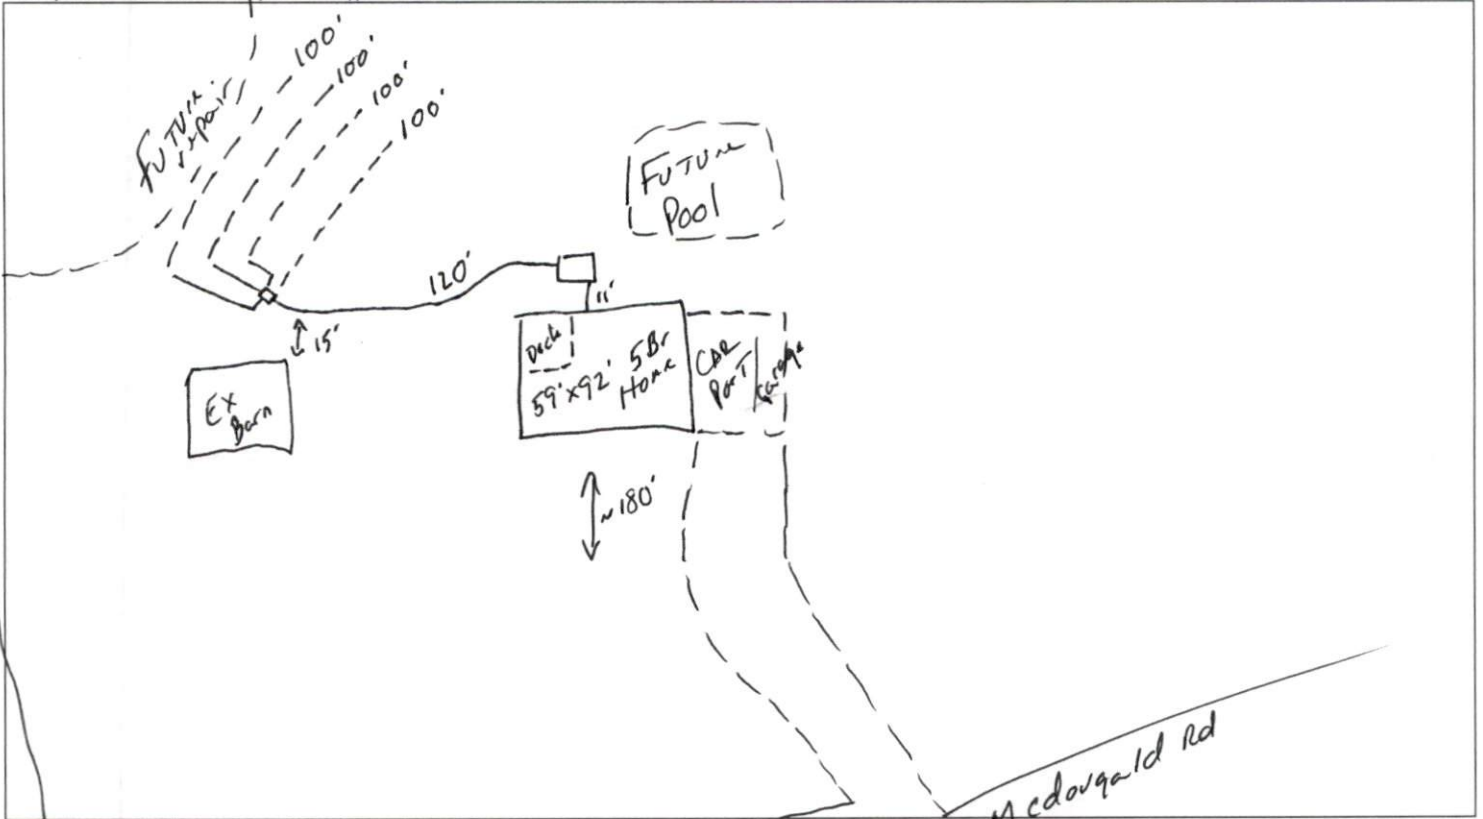 100'
100'
100'
100'
FUTURE
repair
FUTURE
Pool
120'
11'
15'
Deck
5Br
Home
59'x92'
CAR
PORT
Garage
EX
Barn
~180'
Mcdougald Rd